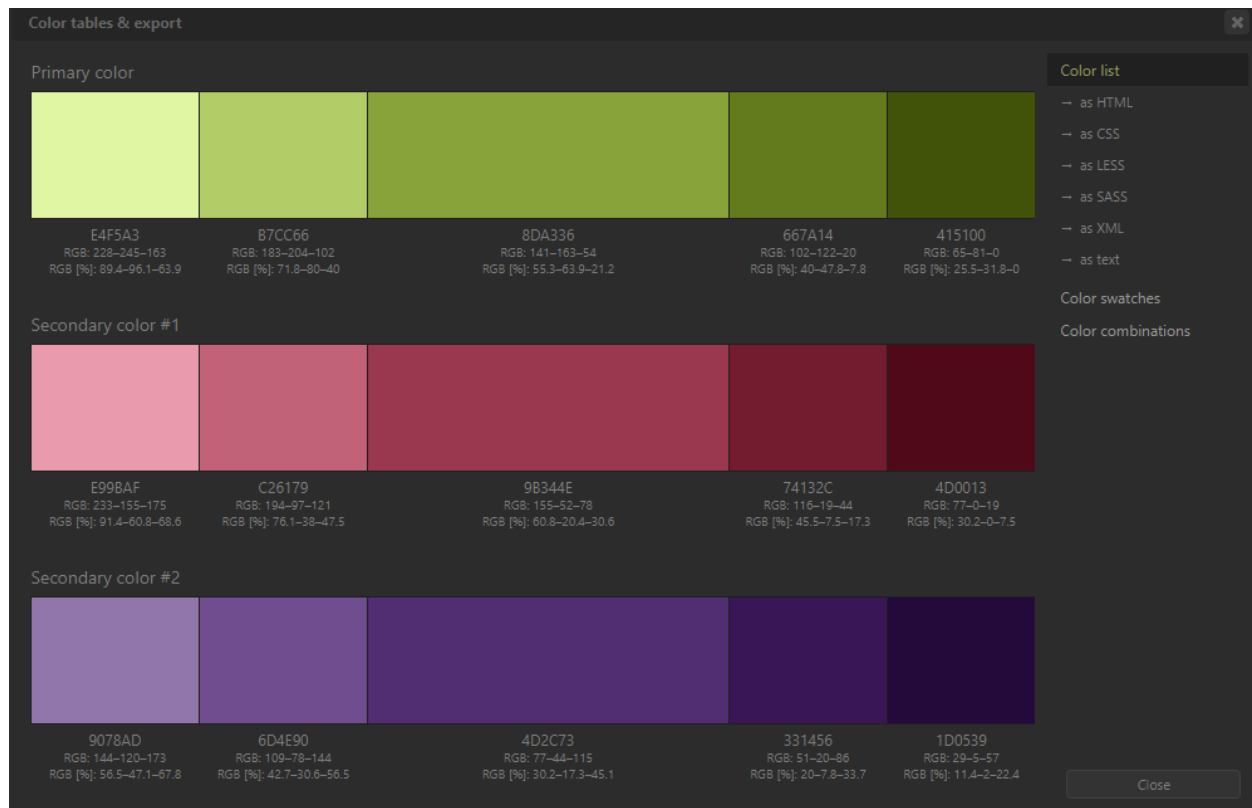 Color tables & export
Primary color
E4F5A3
RGB: 228–245–163
RGB [%]: 89.4–96.1–63.9
B7CC66
RGB: 183–204–102
RGB [%]: 71.8–80–40
8DA336
RGB: 141–163–54
RGB [%]: 55.3–63.9–21.2
667A14
RGB: 102–122–20
RGB [%]: 40–47.8–7.8
415100
RGB: 65–81–0
RGB [%]: 25.5–31.8–0
Secondary color #1
E99BAF
RGB: 233–155–175
RGB [%]: 91.4–60.8–68.6
C26179
RGB: 194–97–121
RGB [%]: 76.1–38–47.5
9B344E
RGB: 155–52–78
RGB [%]: 60.8–20.4–30.6
74132C
RGB: 116–19–44
RGB [%]: 45.5–7.5–17.3
4D0013
RGB: 77–0–19
RGB [%]: 30.2–0–7.5
Secondary color #2
9078AD
RGB: 144–120–173
RGB [%]: 56.5–47.1–67.8
6D4E90
RGB: 109–78–144
RGB [%]: 42.7–30.6–56.5
4D2C73
RGB: 77–44–115
RGB [%]: 30.2–17.3–45.1
331456
RGB: 51–20–86
RGB [%]: 20–7.8–33.7
1D0539
RGB: 29–5–57
RGB [%]: 11.4–2–22.4
Color list
→ as HTML
→ as CSS
→ as LESS
→ as SASS
→ as XML
→ as text
Color swatches
Color combinations
Close